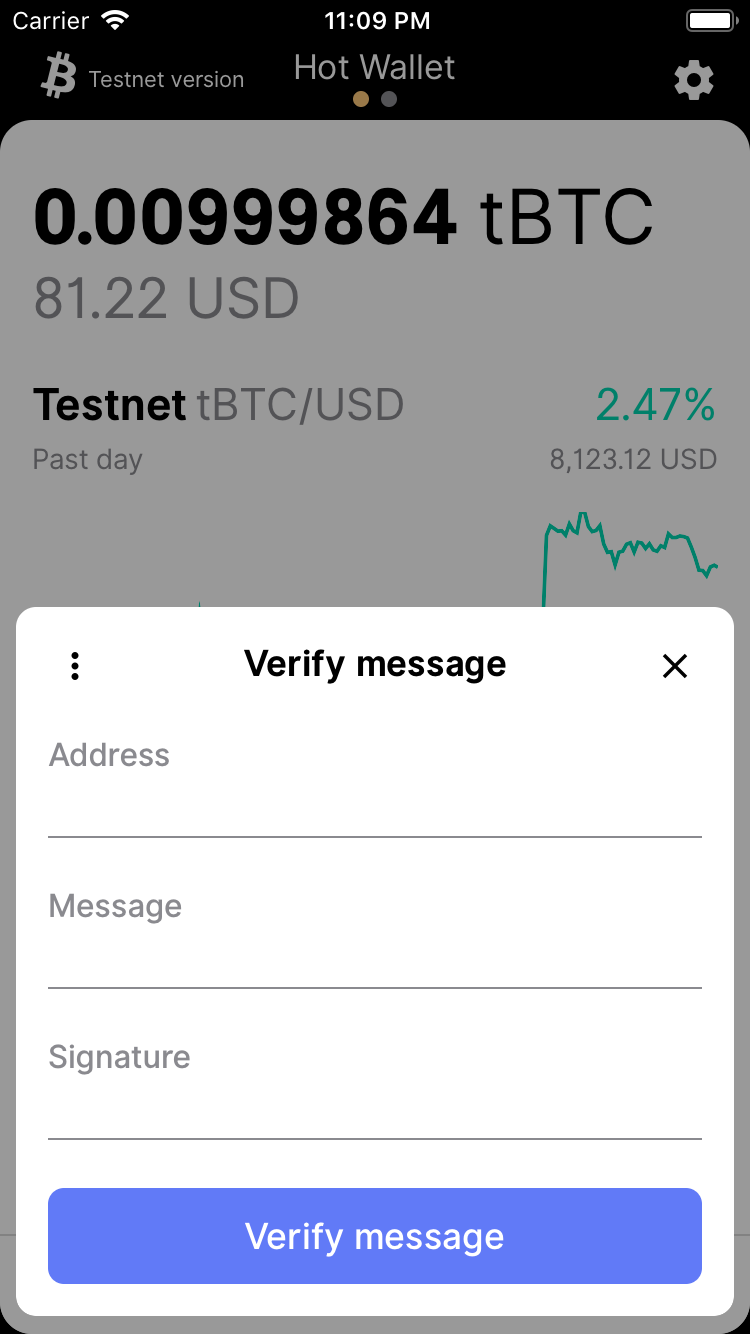 Carrier 11:09 PM
Hot Wallet
Testnet version
0.00999864 tBTC
81.22 USD
Testnet tBTC/USD 2.47%
Past day 8,123.12 USD
Verify message
Address
Message
Signature
Verify message